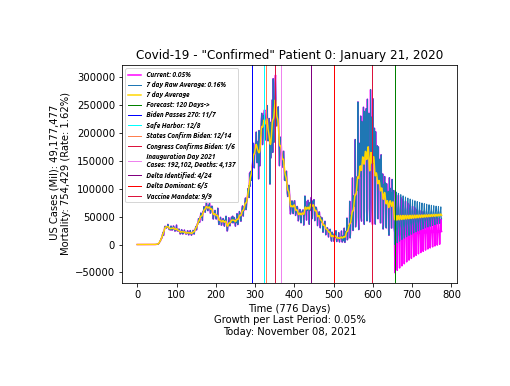 Covid-19 - "Confirmed" Patient 0: January 21, 2020
US Cases (Mil): 49,177,477
Mortality: 754,429 (Rate: 1.62%)
300000
250000
200000
150000
100000
50000
0
−50000
Current: 0.05%
7 day Raw Average: 0.16%
7 day Average
Forecast: 120 Days->
Biden Passes 270: 11/7
Safe Harbor: 12/8
States Confirm Biden: 12/14
Congress Confirms Biden: 1/6
Inauguration Day 2021
Cases: 192,102, Deaths: 4,137
Delta Identified: 4/24
Delta Dominant: 6/5
Vaccine Mandate: 9/9
0 100 200 300 400 500 600 700 800
Time (776 Days)
Growth per Last Period: 0.05%
Today: November 08, 2021